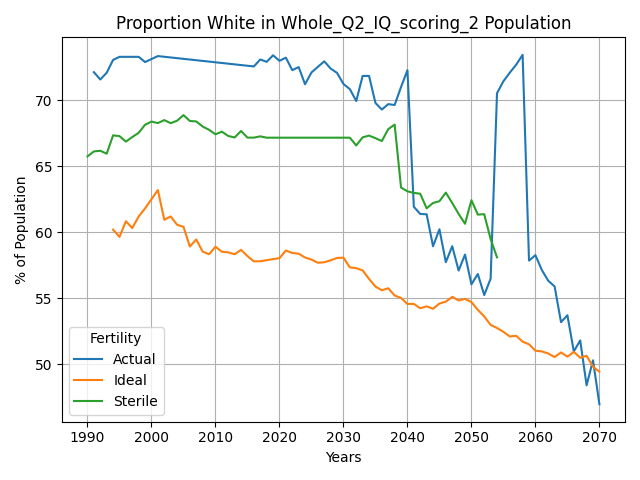 Proportion White in Whole_Q2_IQ_scoring_2 Population
% of Population
70
65
60
55
50
Fertility
Actual
Ideal
Sterile
1990 2000 2010 2020 2030 2040 2050 2060 2070
Years